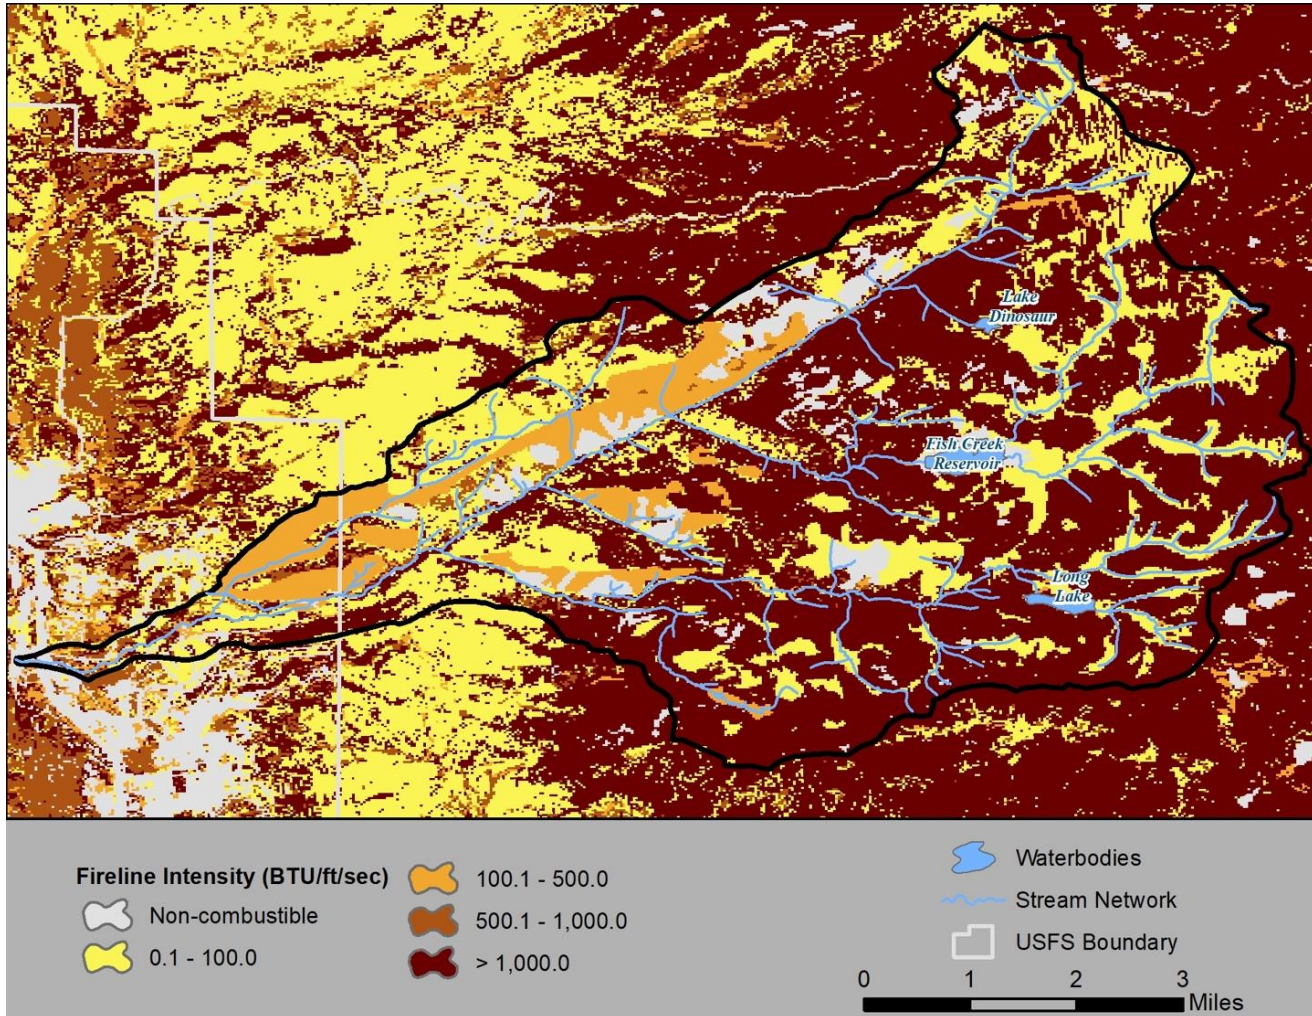 Lake
Dinosaur
Fish Creek
Reservoir
Long
Lake
Fireline Intensity (BTU/ft/sec)
Non-combustible
0.1 - 100.0
100.1 - 500.0
500.1 - 1,000.0
> 1,000.0
Waterbodies
Stream Network
USFS Boundary
0 1 2 3
Miles